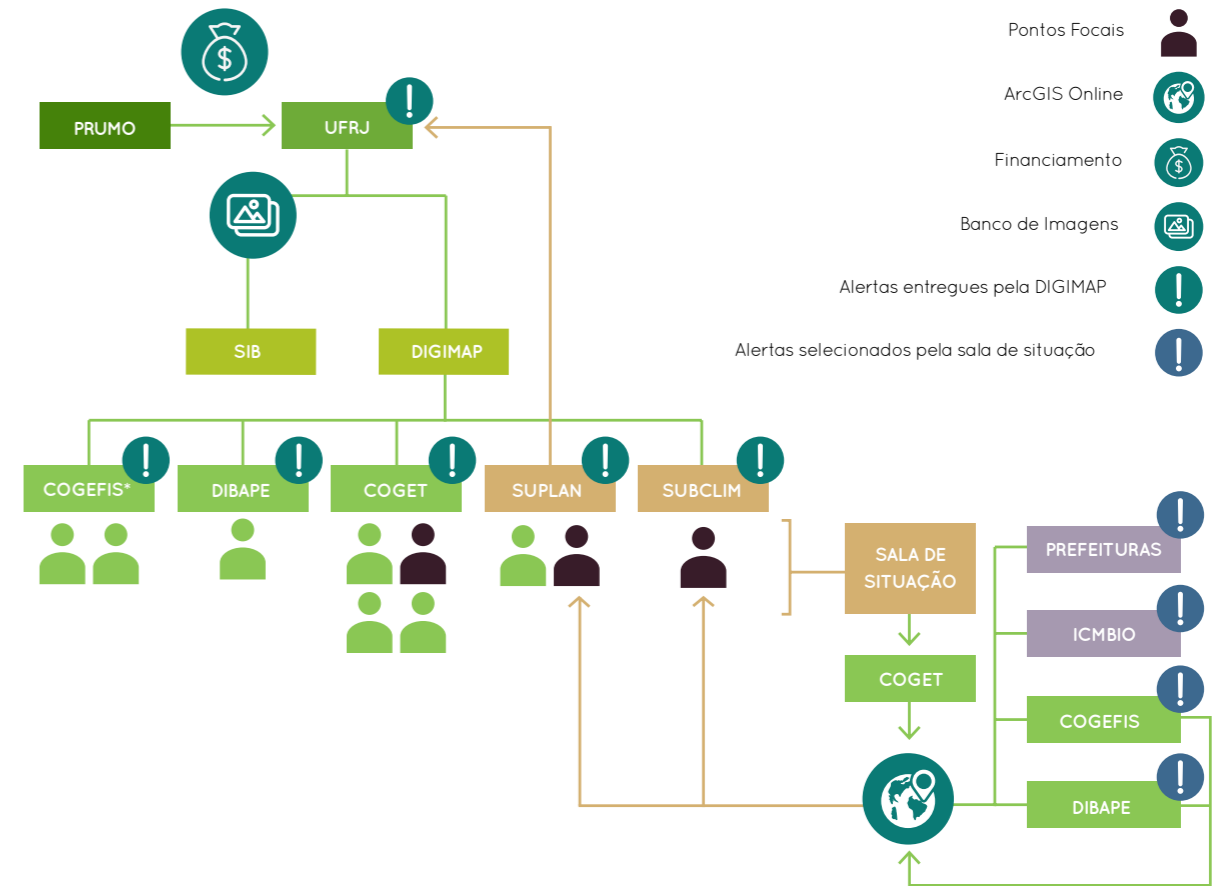 Pontos Focais
ArcGIS Online
Financiamento
Banco de Imagens
Alertas entregues pela DIGIMAP
Alertas selecionados pela sala de situação
$
$
PRUMO
UFRJ
!
SIB
DIGIMAP
COGEFIS*
DIBAPE
COGET
SUPLAN
SUBCLIM
SALA DE
SITUAÇÃO
COGET
PREFEITURAS
ICMBIO
COGEFIS
DIBAPE